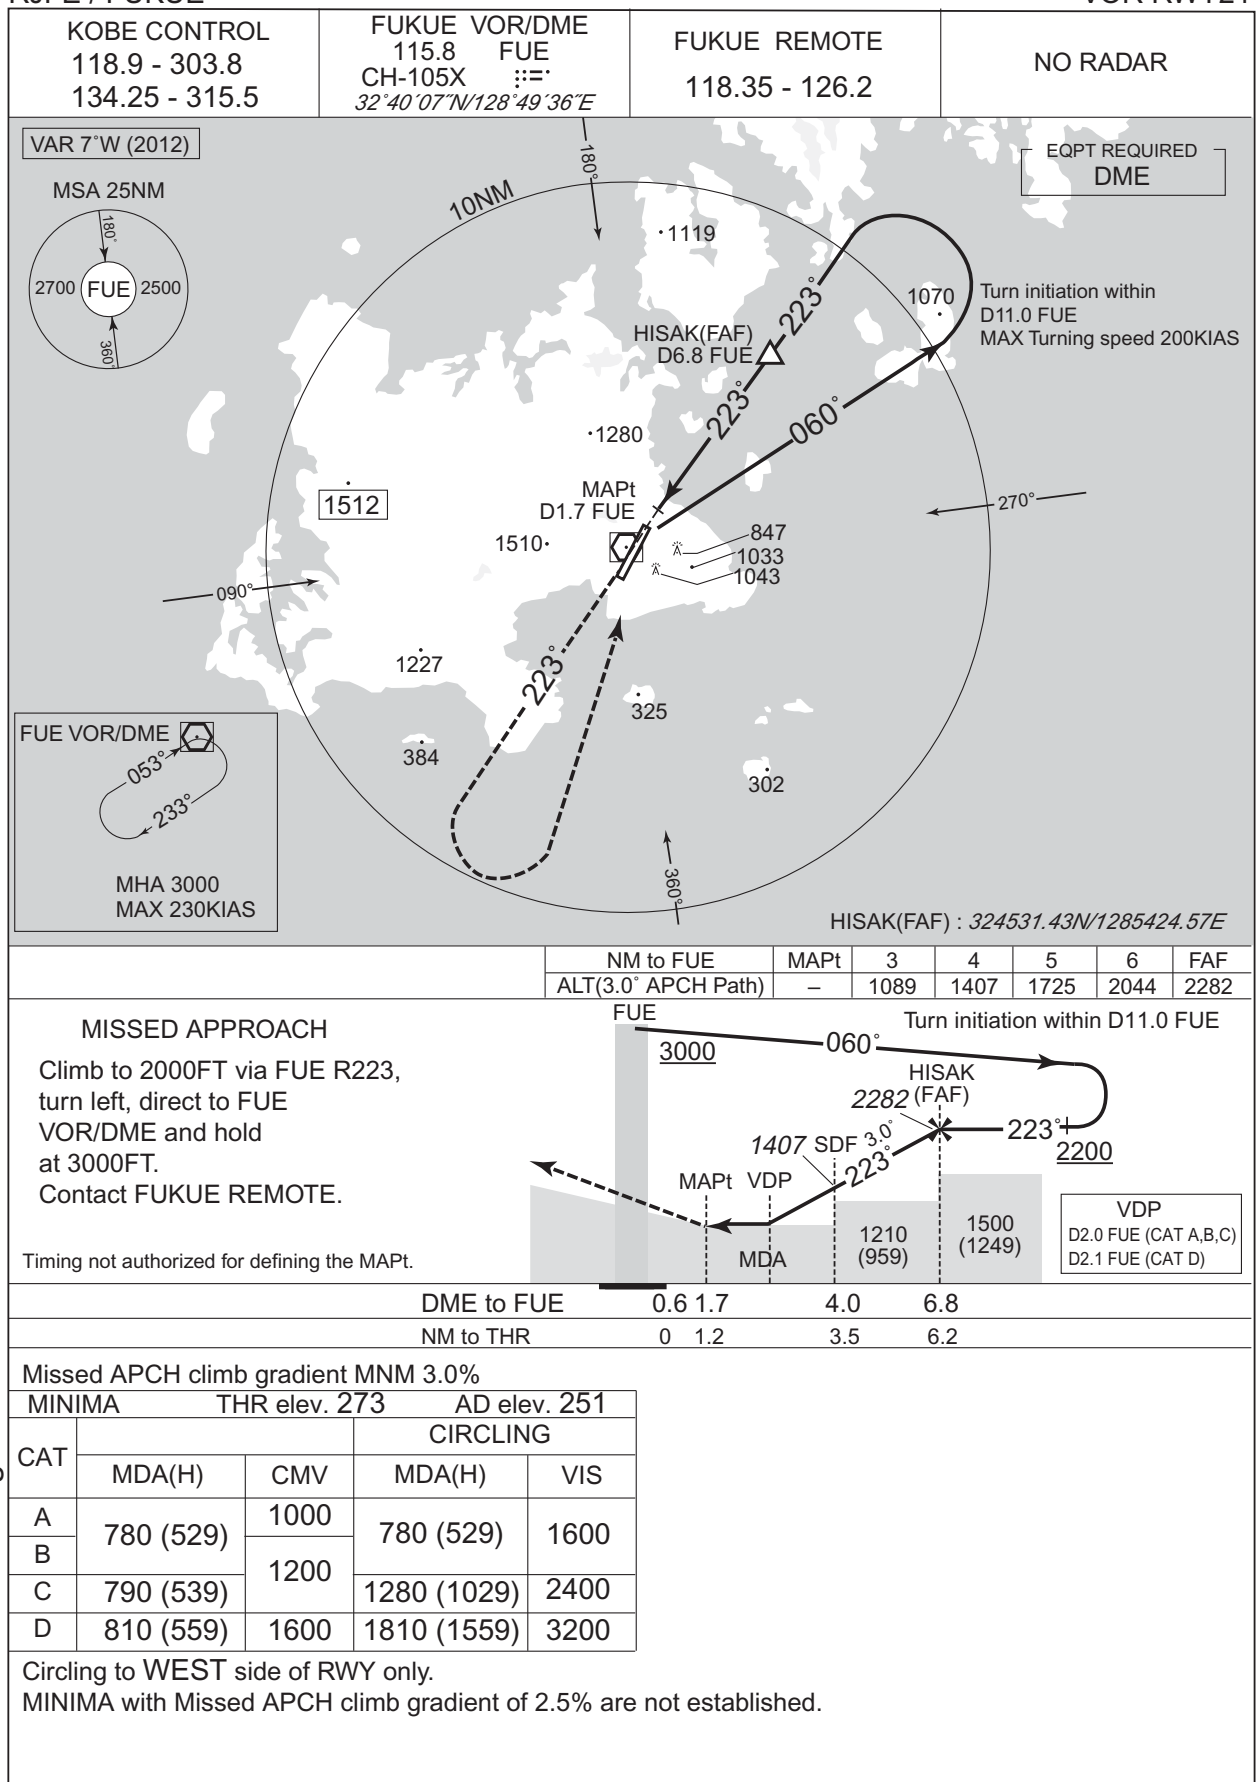 KOBE CONTROL
118.9 - 303.8
134.25 - 315.5
FUKUE VOR/DME
115.8 FUE
CH-105X
32°40´07˝N/128°49´36˝E
FUKUE REMOTE
118.35 - 126.2
NO RADAR
VAR 7°W (2012)
MSA 25NM
180°
2700 FUE 2500
360°
10NM
180°
EQPT REQUIRED
DME
1119
1070
Turn initiation within
D11.0 FUE
MAX Turning speed 200KIAS
223°
HISAK(FAF)
D6.8 FUE
223°
060°
1280
MAPt
D1.7 FUE
1512
1510
270°
847
1033
1043
090°
1227
223°
325
384
302
360°
FUE VOR/DME
053°
233°
MHA 3000
MAX 230KIAS
HISAK(FAF) : 324531.43N/1285424.57E
NM to FUE MAPt 3 4 5 6 FAF
ALT(3.0° APCH Path) – 1089 1407 1725 2044 2282
MISSED APPROACH
Climb to 2000FT via FUE R223,
turn left, direct to FUE
VOR/DME and hold
at 3000FT.
Contact FUKUE REMOTE.
Timing not authorized for defining the MAPt.
FUE
Turn initiation within D11.0 FUE
3000
060°
HISAK
(FAF)
2282
223°
2200
1407 SDF 3.0°
223°
MAPt VDP
MDA
1210
(959)
1500
(1249)
VDP
D2.0 FUE (CAT A,B,C)
D2.1 FUE (CAT D)
DME to FUE 0.6 1.7 4.0 6.8
NM to THR 0 1.2 3.5 6.2
Missed APCH climb gradient MNM 3.0%
MINIMA THR elev. 273 AD elev. 251
CAT CIRCLING
MDA(H) CMV MDA(H) VIS
A 780 (529) 1000 780 (529) 1600
B 1200
C 790 (539) 1280 (1029) 2400
D 810 (559) 1600 1810 (1559) 3200
Circling to WEST side of RWY only.
MINIMA with Missed APCH climb gradient of 2.5% are not established.